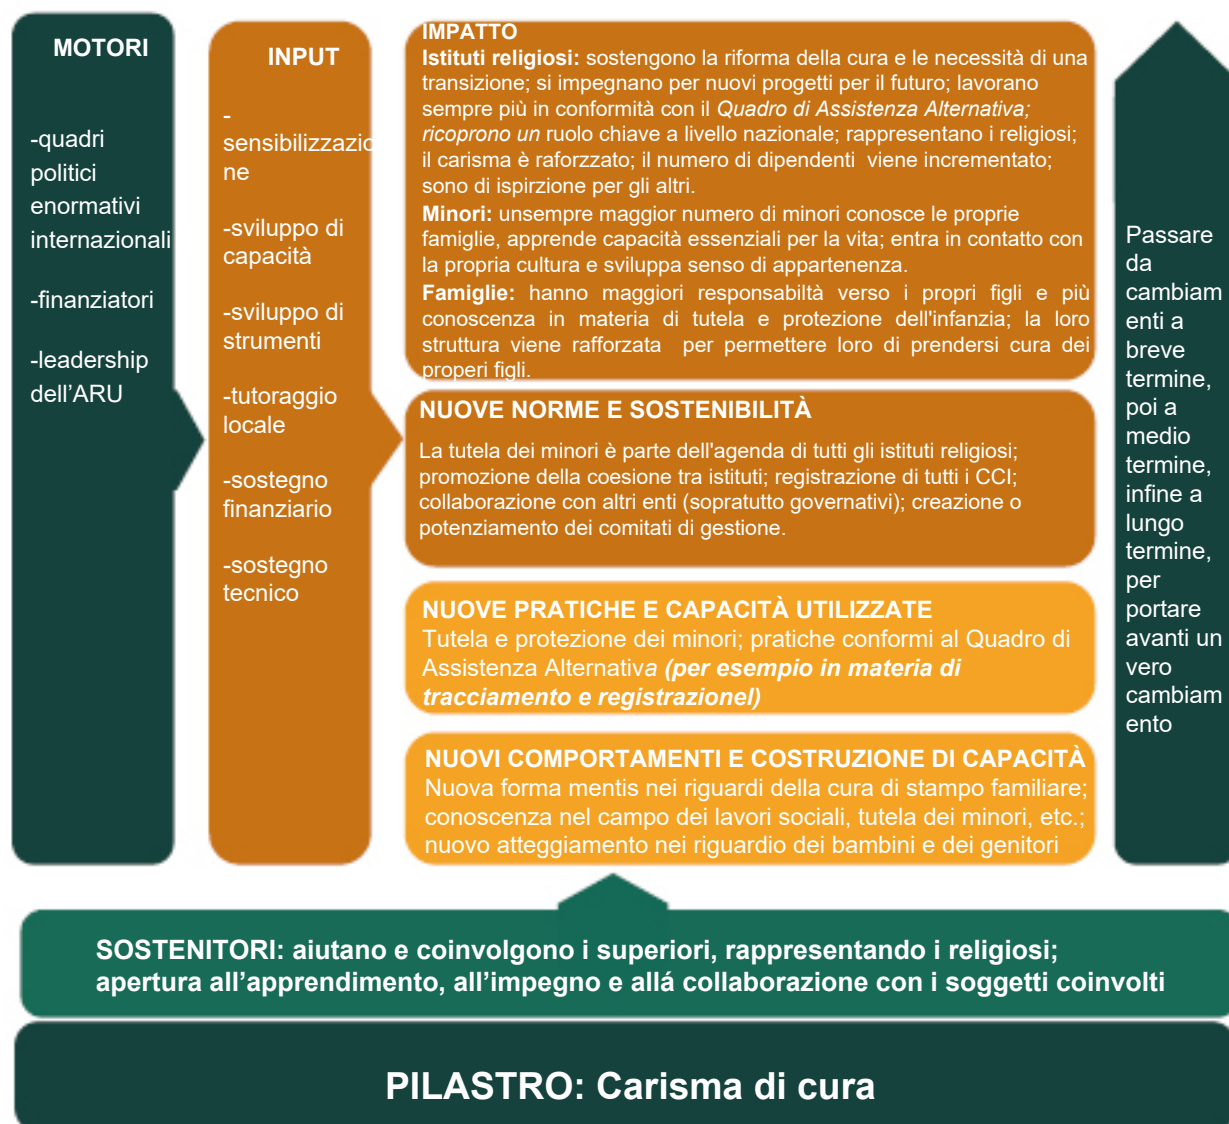 MOTORI
-quadri
politici
enormativi
internazionali
-finanziatori
-leadership
dell’ARU
INPUT
-
sensibilizzazio
ne
-sviluppo di
capacità
-sviluppo di
strumenti
-tutoraggio
locale
-sostegno
finanziario
-sostegno
tecnico
IMPATTO
Istituti religiosi: sostengono la riforma della cura e le necessità di una
transizione; si impegnano per nuovi progetti per il futuro; lavorano
sempre più in conformità con il Quadro di Assistenza Alternativa;
ricoprono un ruolo chiave a livello nazionale; rappresentano i religiosi;
il carisma è raforzzato; il numero di dipendenti viene incrementato;
sono di ispirzione per gli altri.
Minori: unsempre maggior numero di minori conosce le proprie
famiglie, apprende capacità essenziali per la vita; entra in contatto con
la propria cultura e sviluppa senso di appartenenza.
Famiglie: hanno maggiori responsabiltà verso i propri figli e più
conoscenza in materia di tutela e protezione dell'infanzia; la loro
struttura viene rafforzata per permettere loro di prendersi cura dei
properi figli.
NUOVE NORME E SOSTENIBILITÀ
La tutela dei minori è parte dell'agenda di tutti gli istituti religiosi;
promozione della coesione tra istituti; registrazione di tutti i CCI;
collaborazione con altri enti (sopratutto governativi); creazione o
potenziamento dei comitati di gestione.
NUOVE PRATICHE E CAPACITÀ UTILIZZATE
Tutela e protezione dei minori; pratiche conformi al Quadro di
Assistenza Alternativa (per esempio in materia di
tracciamento e registrazionel)
NUOVI COMPORTAMENTI E COSTRUZIONE DI CAPACITÀ
Nuova forma mentis nei riguardi della cura di stampo familiare;
conoscenza nel campo dei lavori sociali, tutela dei minori, etc.;
nuovo atteggiamento nei riguardio dei bambini e dei genitori
Passare
da
cambiam
enti a
breve
termine,
poi a
medio
termine,
infine a
lungo
termine,
per
portare
avanti un
vero
cambiam
ento
SOSTENITORI: aiutano e coinvolgono i superiori, rappresentando i religiosi;
apertura all’apprendimento, all’impegno e allá collaborazione con i soggetti coinvolti
PILASTRO: Carisma di cura